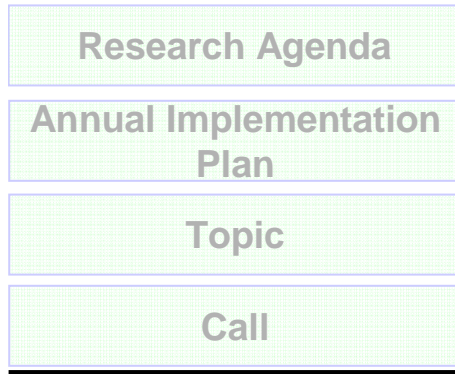 Research Agenda
Annual Implementation
Plan
Topic
Call